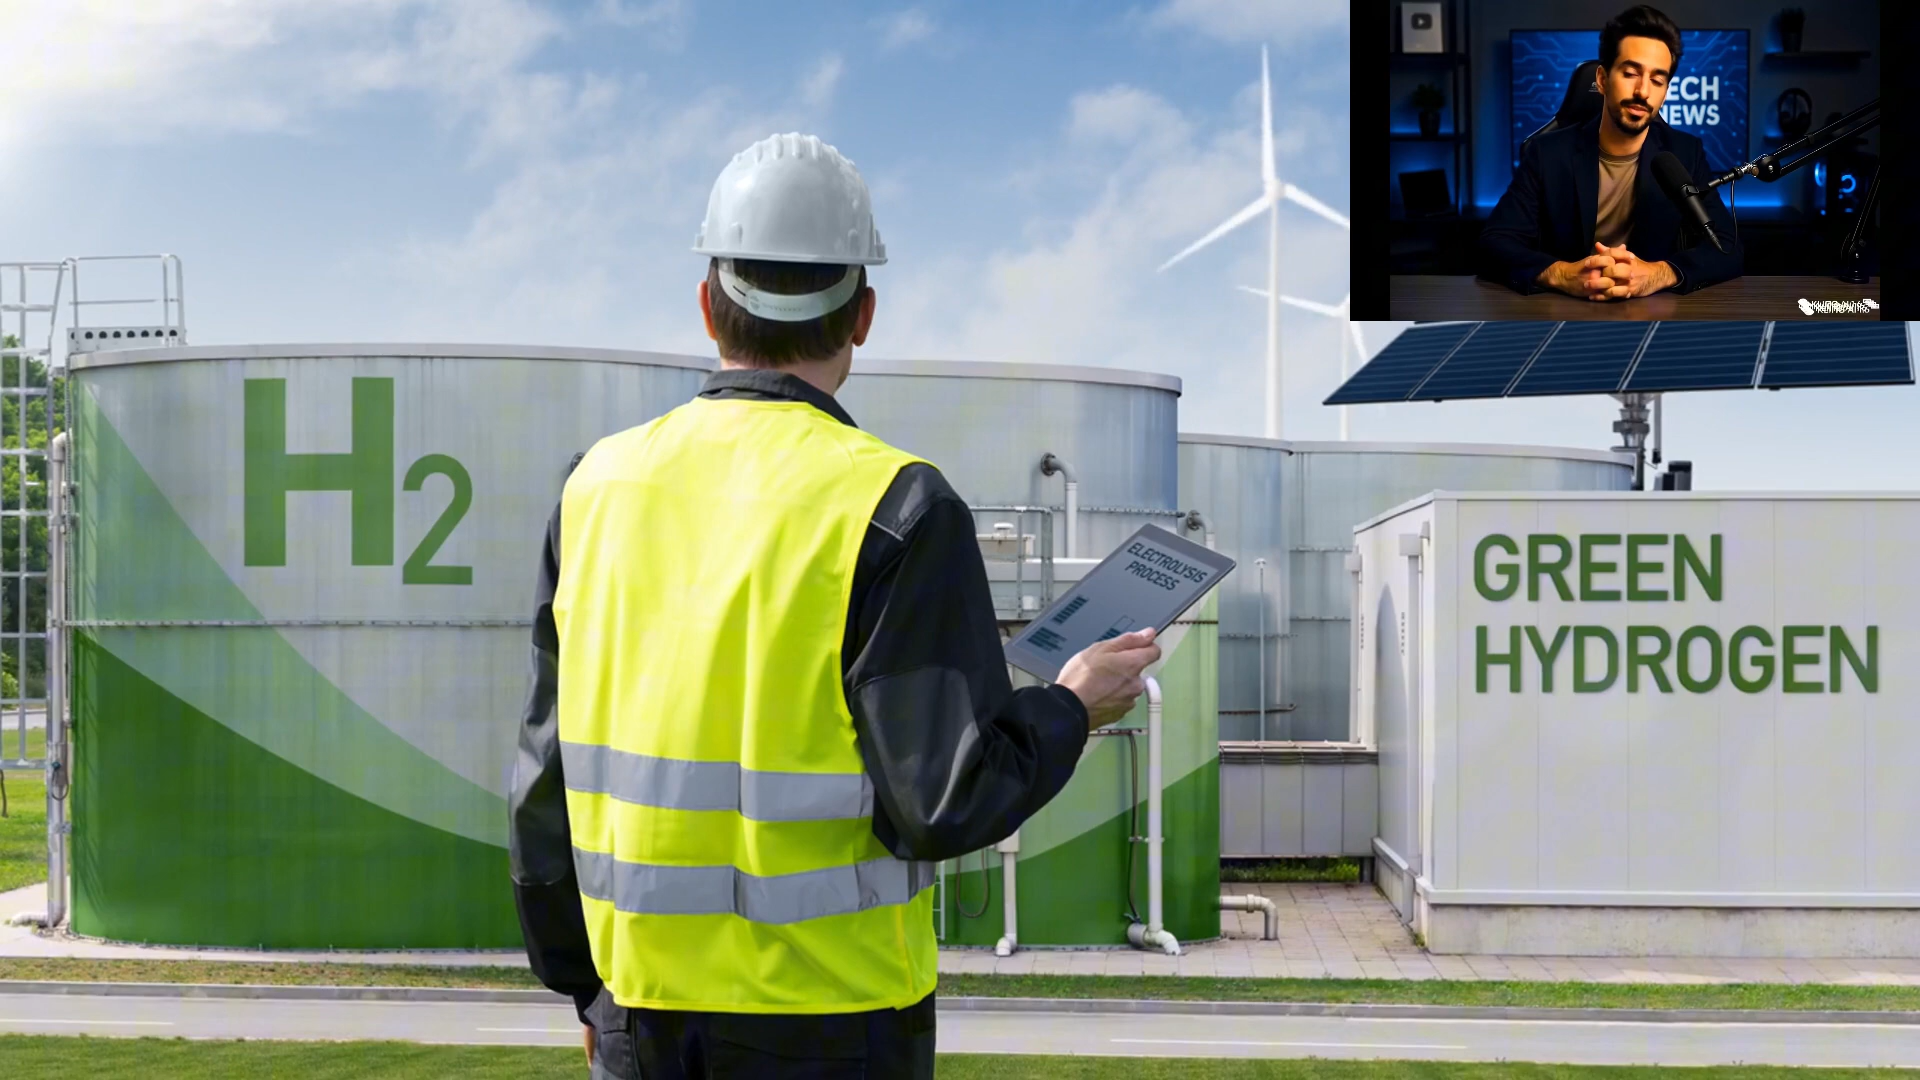 ECH
NEWS
H2
ELECTROLYSIS
PROCESS
GREEN
HYDROGEN